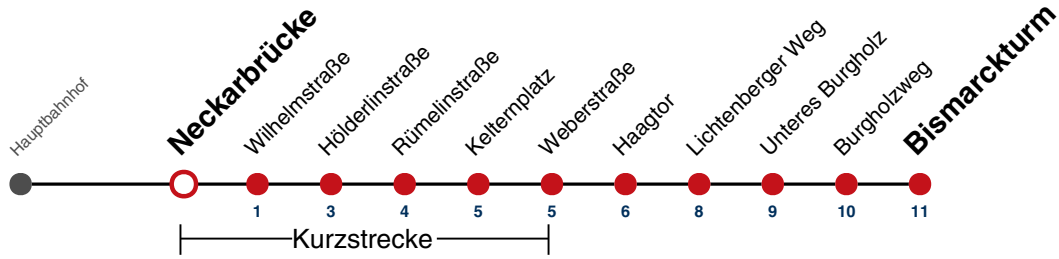 Hauptbahnhof
Neckarbrücke
Wilhelmstraße
Hölderlinstraße
Rümelinstraße
Kelternplatz
Weberstraße
Haagtor
Lichtenberger Weg
Unteres Burgholz
Burgholzweg
Bismarckturm
1 3 4 5 5 6 8 9 10 11
Kurzstrecke